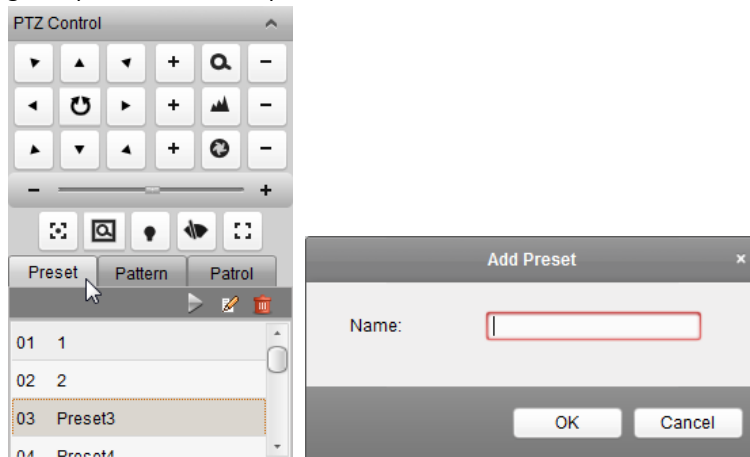 PTZ Control
+ -
+ -
+ -
- +
Preset Pattern Patrol
01 1
02 2
03 Preset3
04 Preset4
Add Preset ×
Name:
OK Cancel